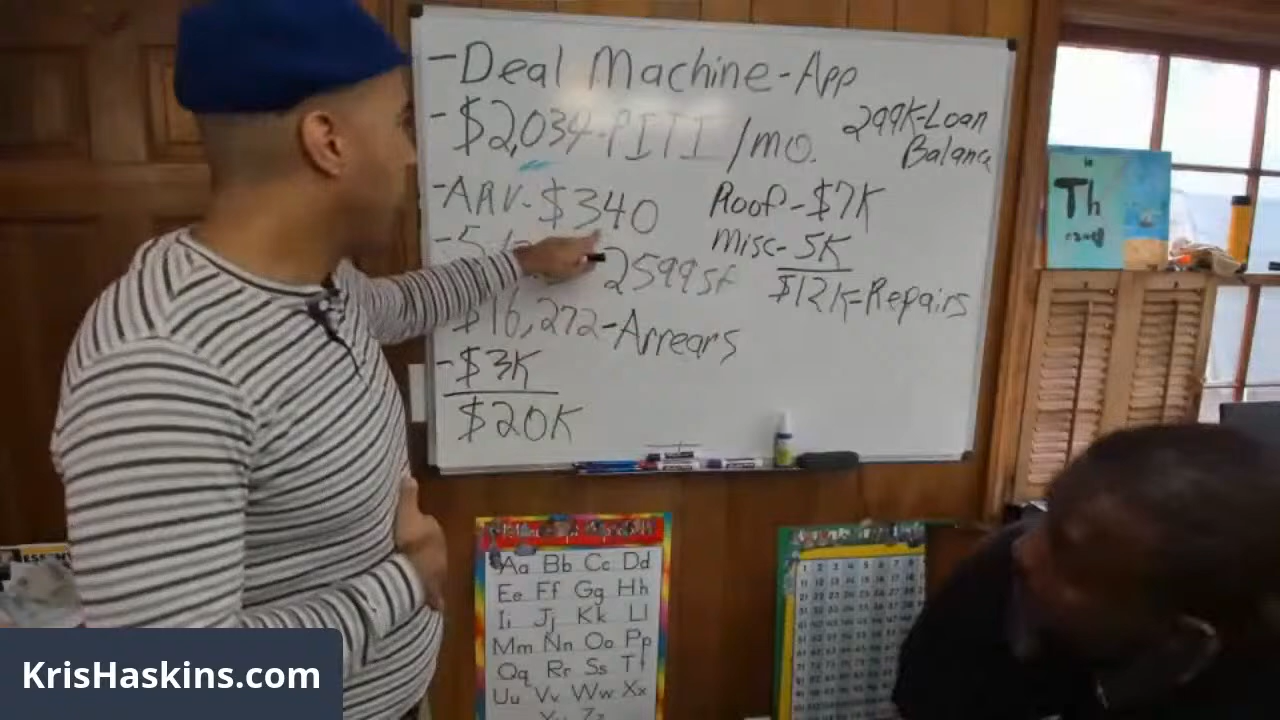 -Deal Machine-App
-$2,034-PITI/mo.
299K-Loan
Balance
-ARV-$340
Roof-$7K
Misc-5K
2599sf
$12K-Repairs
$16,272-Arrears
-$3K
$20K
Th
Aa Bb Cc Dd
Ee Ff Gg Hh
Ii Jj Kk Ll
Mm Nn Oo Pp
Qq Rr Ss T
Uu Vv Ww Xx
KrisHaskins.com